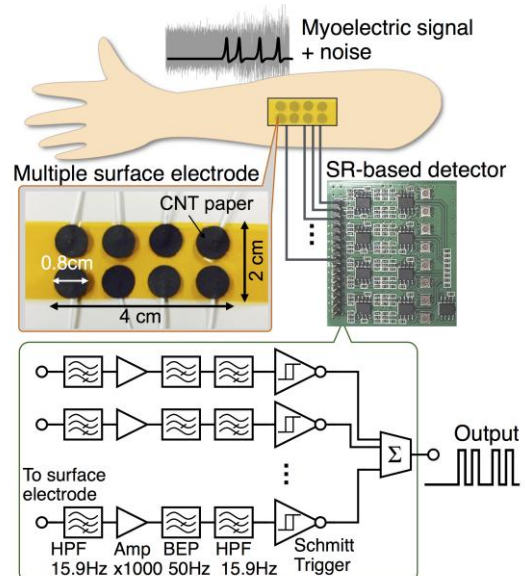 Myoelectric signal
+ noise
Multiple surface electrode
SR-based detector
CNT paper
0.8cm
2 cm
4 cm
Output
Σ
To surface
electrode
HPF
15.9Hz
Amp
x1000
BEP
50Hz
HPF
15.9Hz
Schmitt
Trigger